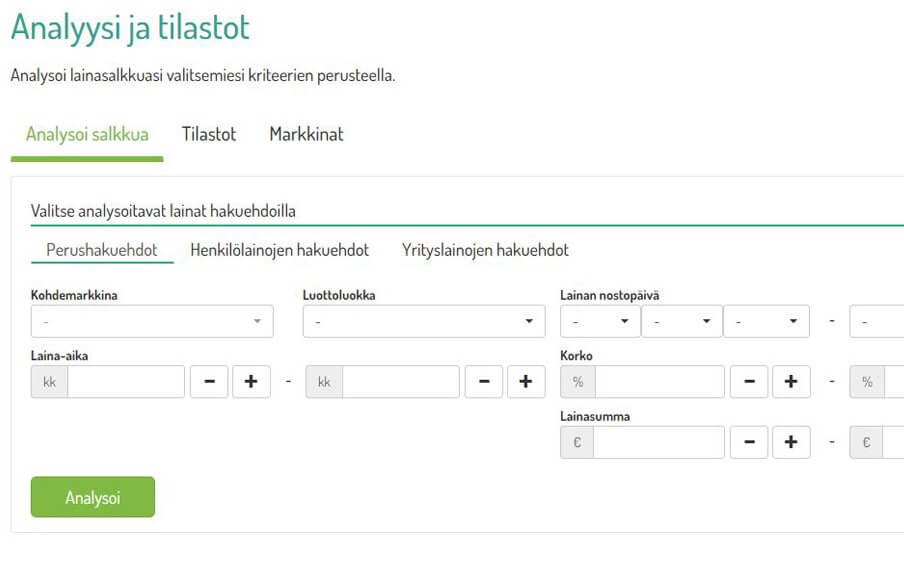 Analyysi ja tilastot
Analysoi lainasalkkuasi valitsemiesi kriteerien perusteella.
Analysoi salkkua Tilastot Markkinat
Valitse analysoitavat lainat hakuehdoilla
Perushakuehdot Henkilölainojen hakuehdot Yrityslainojen hakuehdot
Kohdemarkkina Luottoluokka Lainan nostopäivä
- - - - - - -
Laina-aika Korko
kk - + - kk - + % - + - %
Lainasumma
€ - + - €
Analysoi